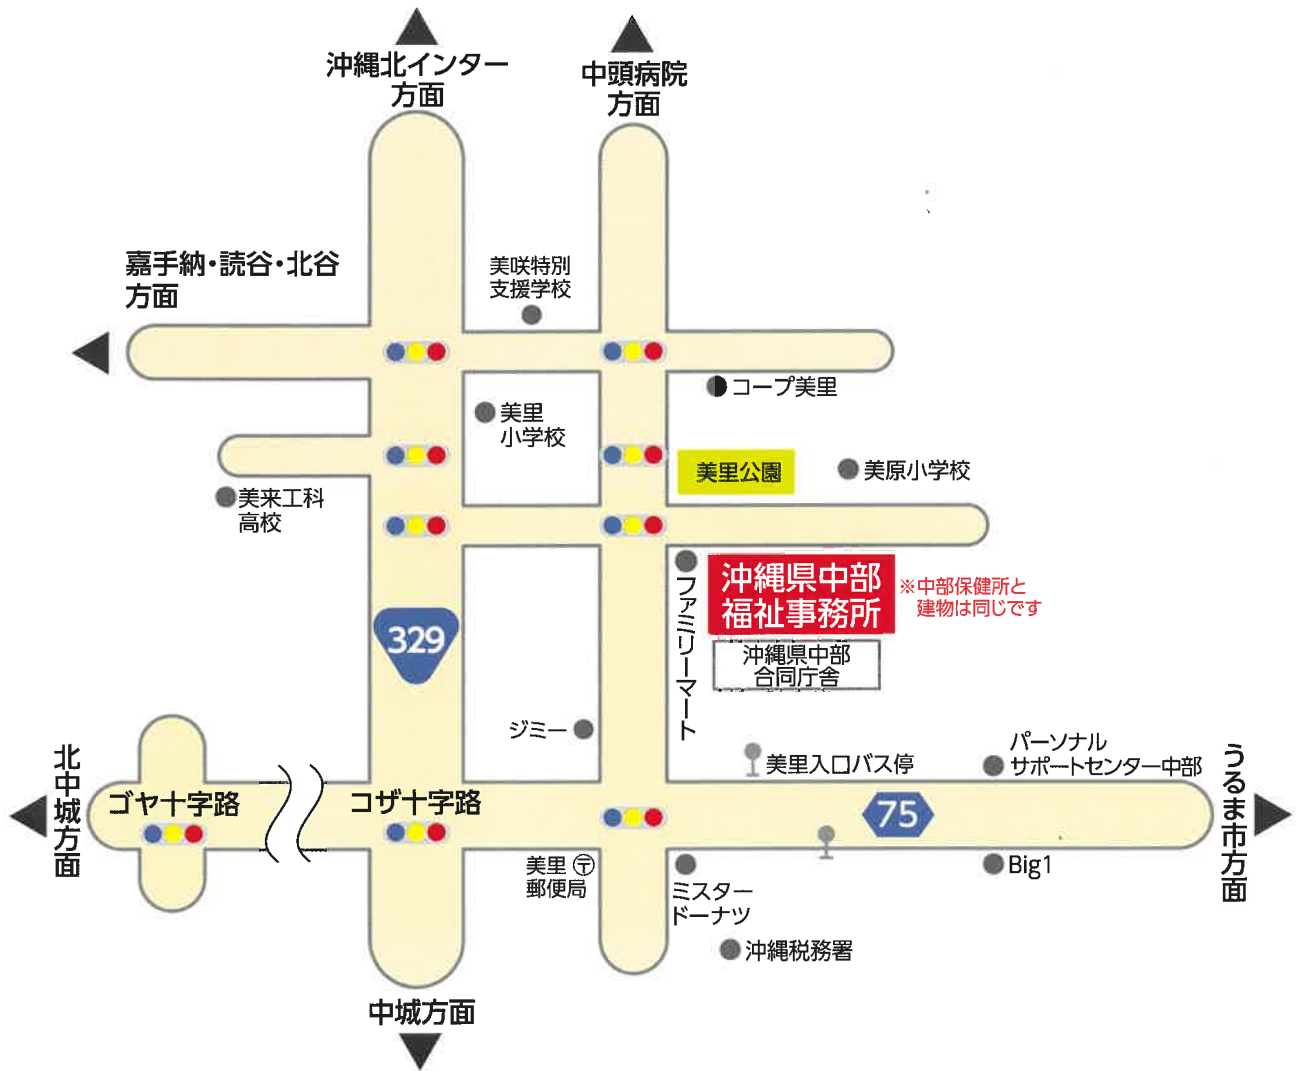 沖縄北インター
方面
中頭病院
方面
嘉手納・読谷・北谷
方面
美咲特別
支援学校
コープ美里
美里
小学校
美里公園
美原小学校
美来工科
高校
ファミリーマート
沖縄県中部
福祉事務所
※中部保健所と
建物は同じです
沖縄県中部
合同庁舎
329
ジミー
美里入口バス停
パーソナル
サポートセンター中部
北中城方面
ゴヤ十字路
コザ十字路
75
うるま市方面
美里〶
郵便局
ミスター
ドーナツ
Big1
沖縄税務署
中城方面